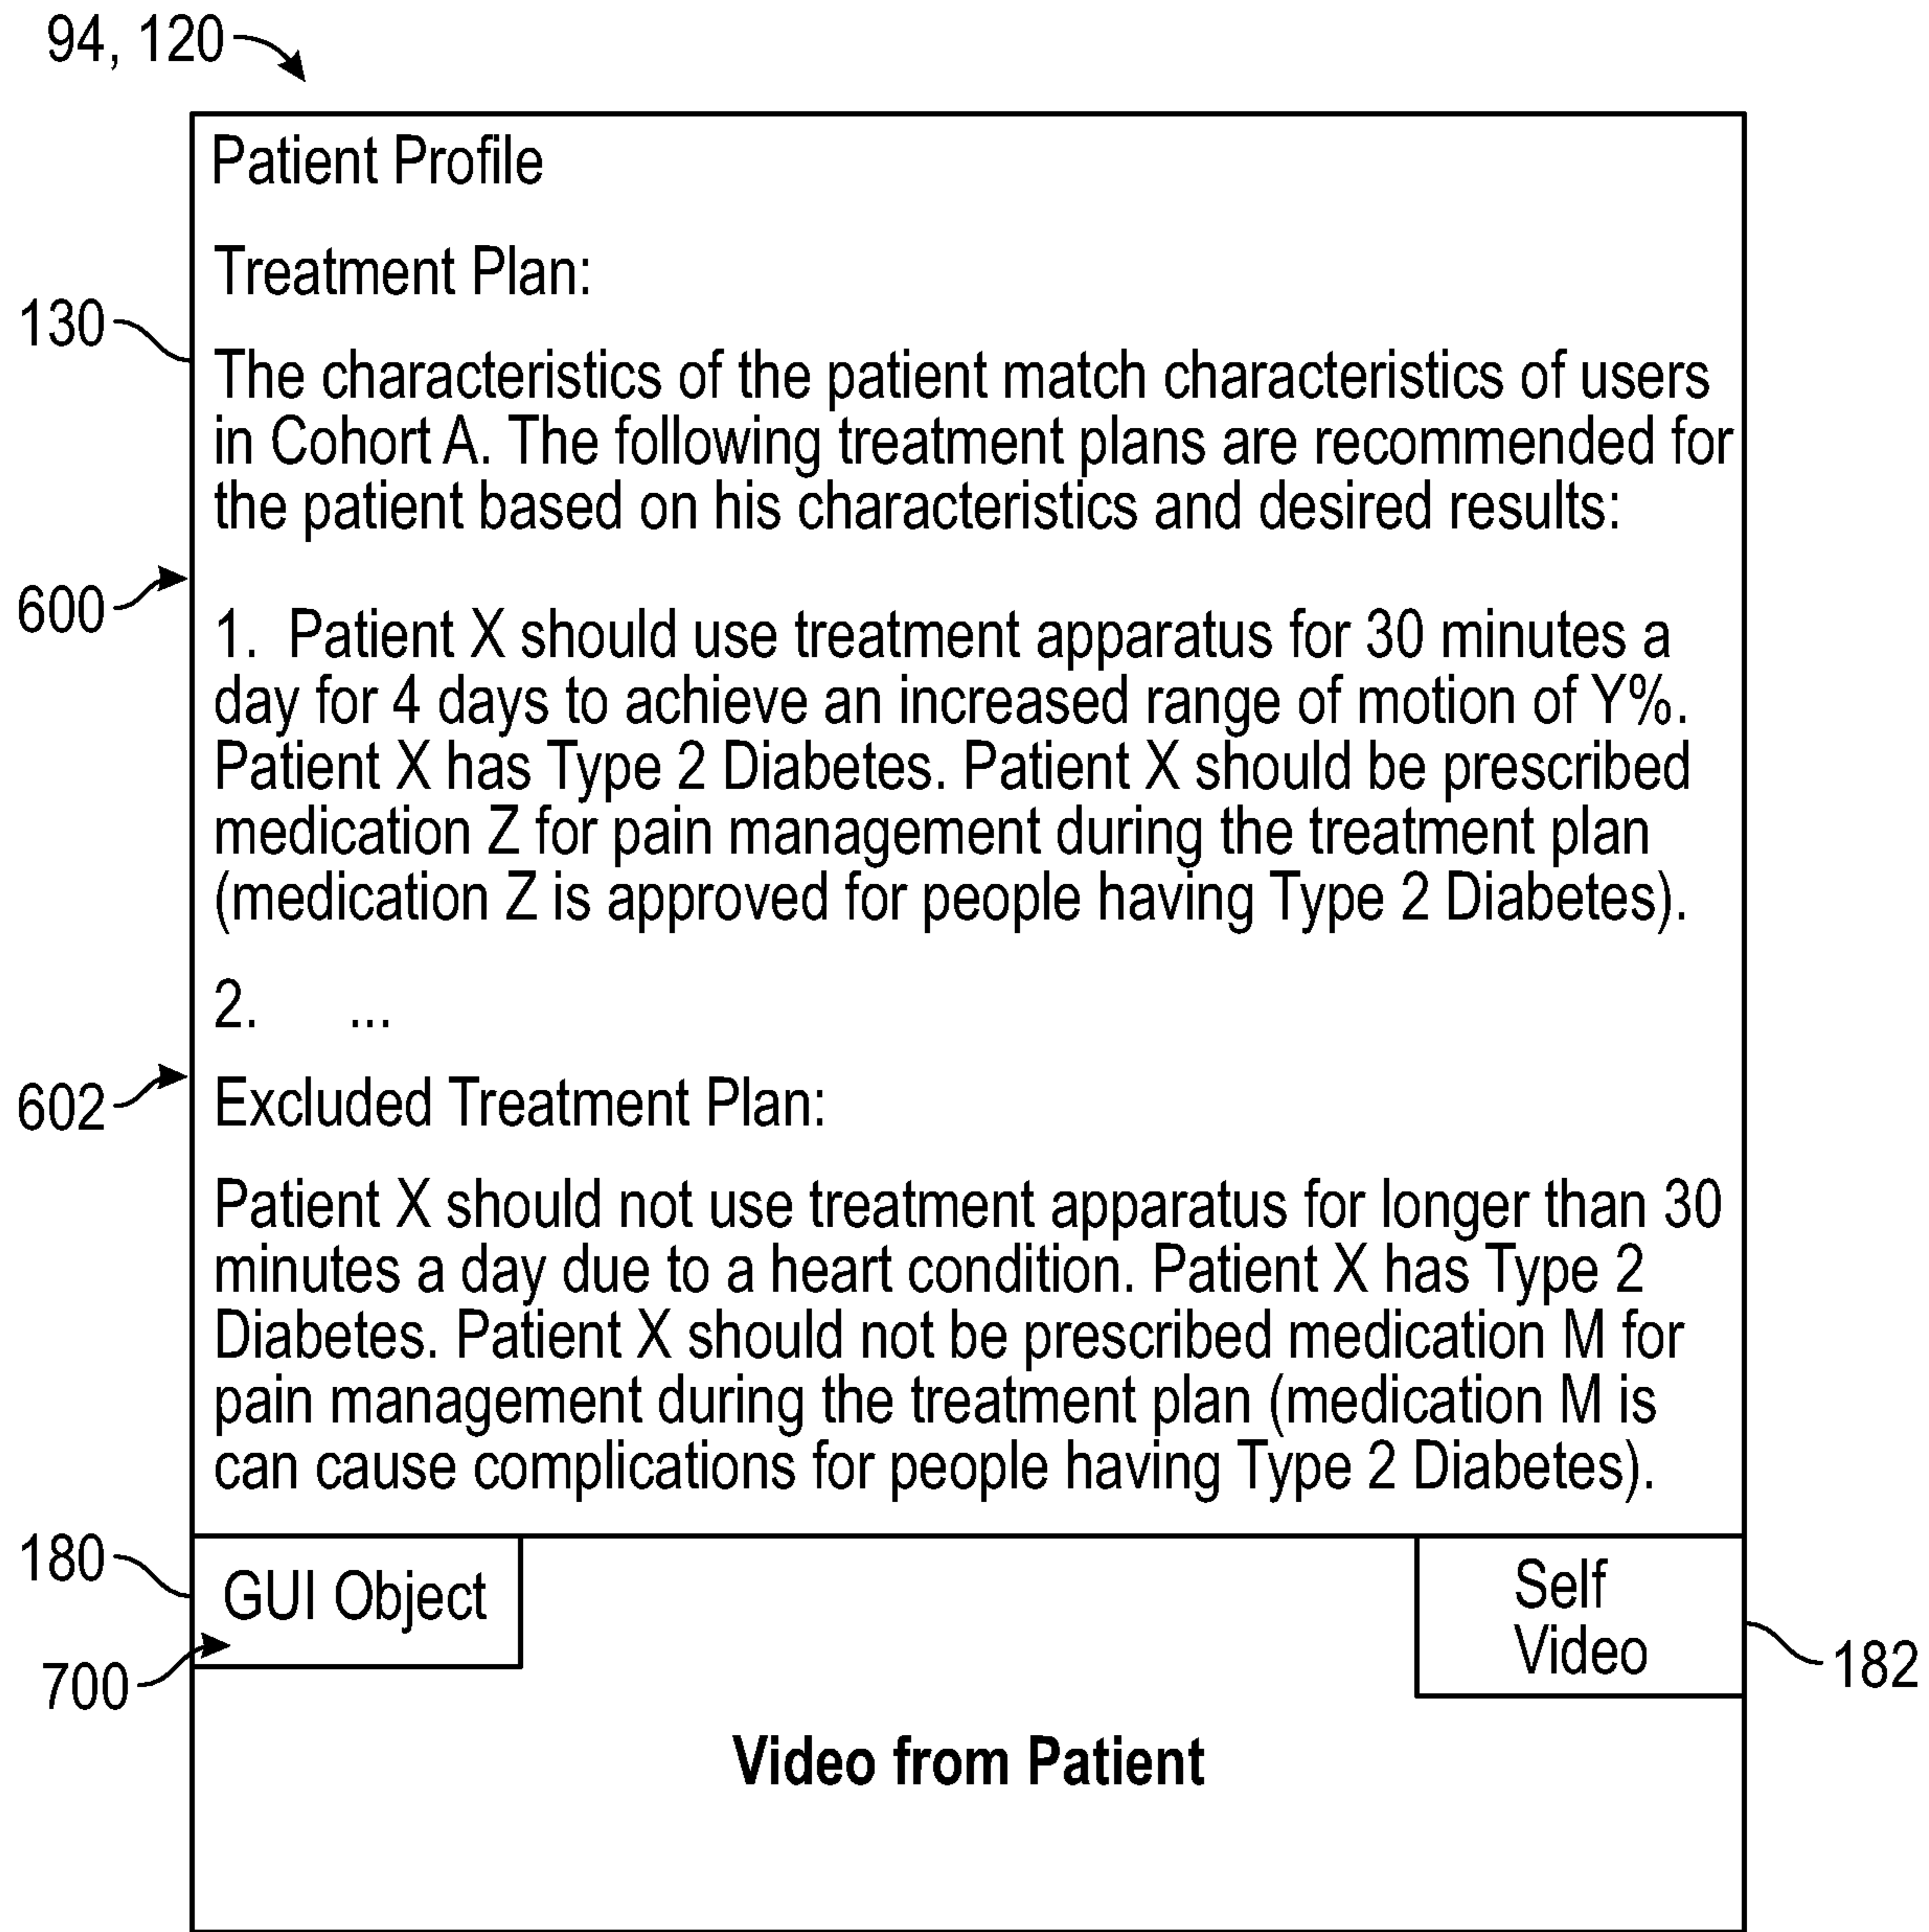 94, 120
Patient Profile
Treatment Plan:
130
The characteristics of the patient match characteristics of users
in Cohort A. The following treatment plans are recommended for
the patient based on his characteristics and desired results:
600
1. Patient X should use treatment apparatus for 30 minutes a
day for 4 days to achieve an increased range of motion of Y%.
Patient X has Type 2 Diabetes. Patient X should be prescribed
medication Z for pain management during the treatment plan
(medication Z is approved for people having Type 2 Diabetes).
2. ...
602
Excluded Treatment Plan:
Patient X should not use treatment apparatus for longer than 30
minutes a day due to a heart condition. Patient X has Type 2
Diabetes. Patient X should not be prescribed medication M for
pain management during the treatment plan (medication M is
can cause complications for people having Type 2 Diabetes).
180
GUI Object
700
Self
Video
182
Video from Patient